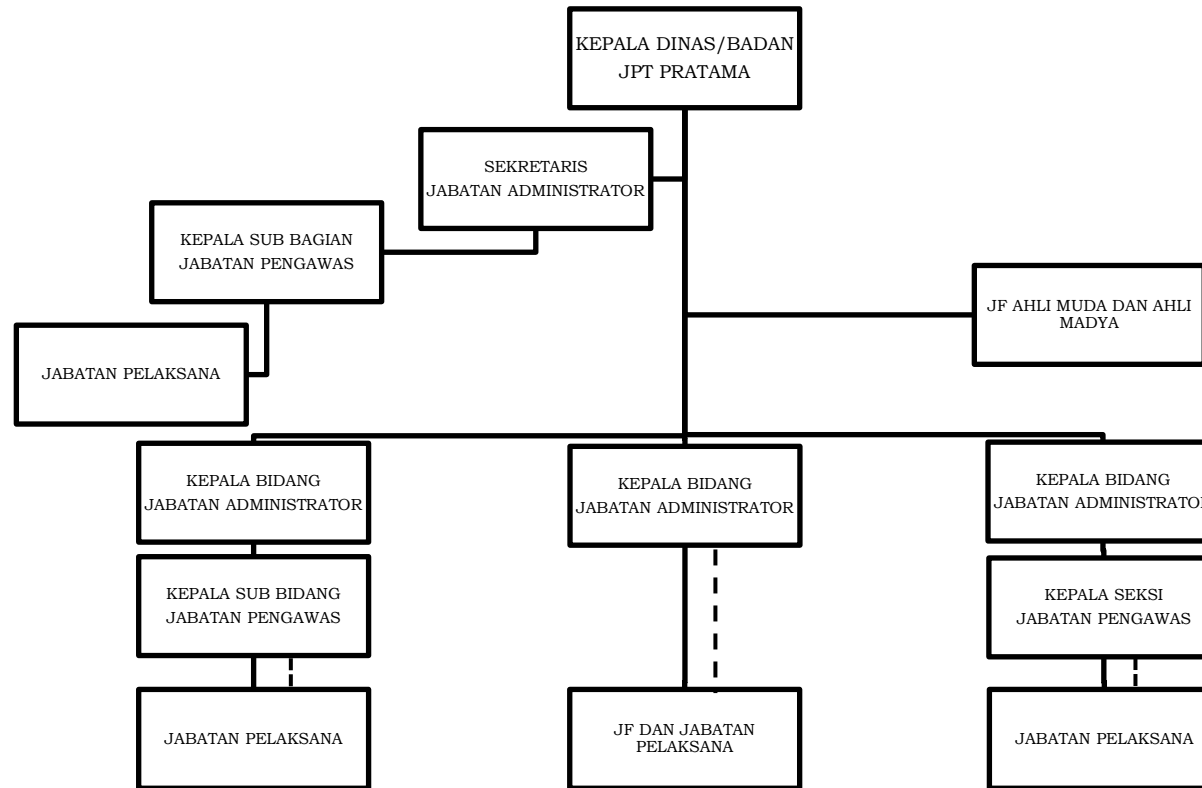 KEPALA DINAS/BADAN
JPT PRATAMA
SEKRETARIS
JABATAN ADMINISTRATOR
KEPALA SUB BAGIAN
JABATAN PENGAWAS
JF AHLI MUDA DAN AHLI
MADYA
JABATAN PELAKSANA
KEPALA BIDANG
JABATAN ADMINISTRATOR
KEPALA BIDANG
JABATAN ADMINISTRATOR
KEPALA BIDANG
JABATAN ADMINISTRATOR
KEPALA SUB BIDANG
JABATAN PENGAWAS
KEPALA SEKSI
JABATAN PENGAWAS
JABATAN PELAKSANA
JF DAN JABATAN
PELAKSANA
JABATAN PELAKSANA